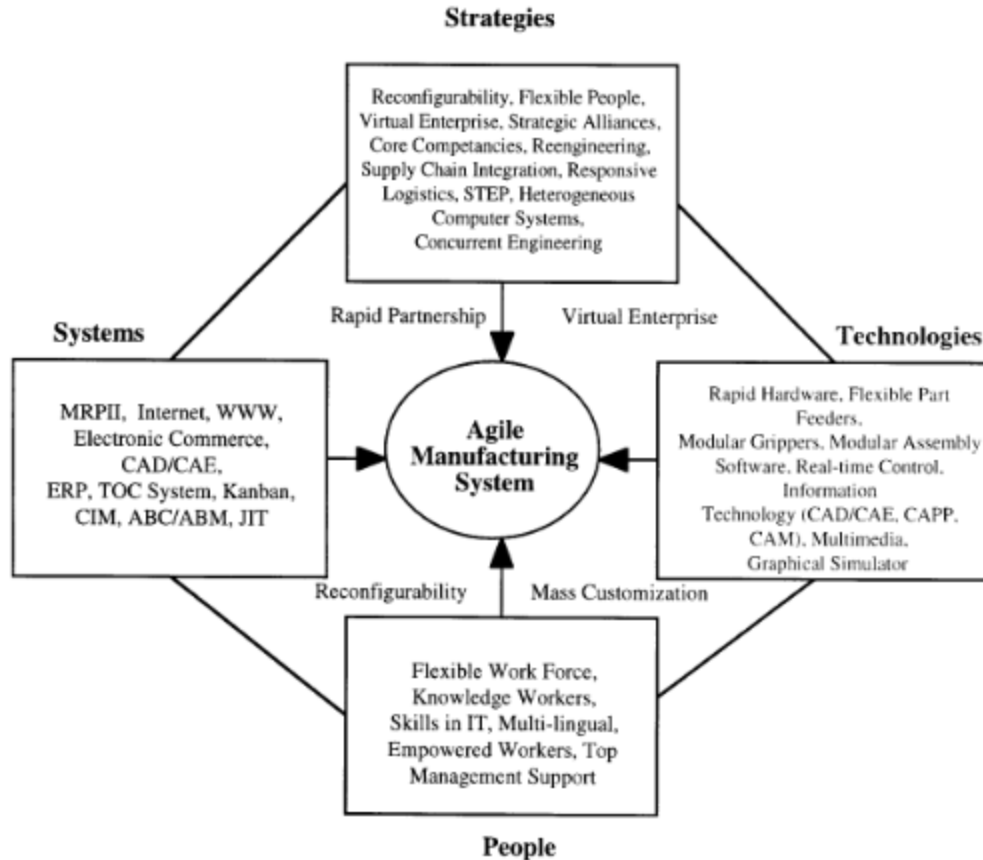 Strategies
Reconfigurability, Flexible People,
Virtual Enterprise, Strategic Alliances,
Core Competancies, Reengineering,
Supply Chain Integration, Responsive
Logistics, STEP, Heterogeneous
Computer Systems,
Concurrent Engineering
Rapid Partnership
Virtual Enterprise
Systems
MRPII, Internet, WWW,
Electronic Commerce,
CAD/CAE,
ERP, TOC System, Kanban,
CIM, ABC/ABM, JIT
Agile
Manufacturing
System
Technologies
Rapid Hardware, Flexible Part
Feeders,
Modular Grippers, Modular Assembly
Software, Real-time Control,
Information
Technology (CAD/CAE, CAPP,
CAM), Multimedia,
Graphical Simulator
Reconfigurability
Mass Customization
Flexible Work Force,
Knowledge Workers,
Skills in IT, Multi-lingual,
Empowered Workers, Top
Management Support
People